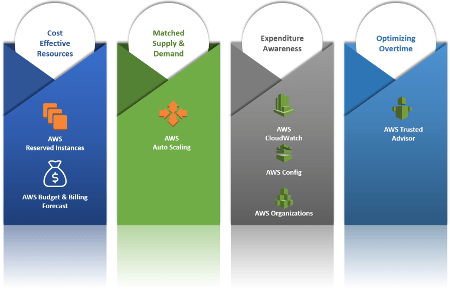 Cost
Effective
Resources
AWS
Reserved Instances
$
AWS Budget & Billing
Forecast
Matched
Supply &
Demand
AWS
Auto Scaling
Expenditure
Awareness
AWS
CloudWatch
AWS Config
AWS Organizations
Optimizing
Overtime
AWS Trusted
Advisor